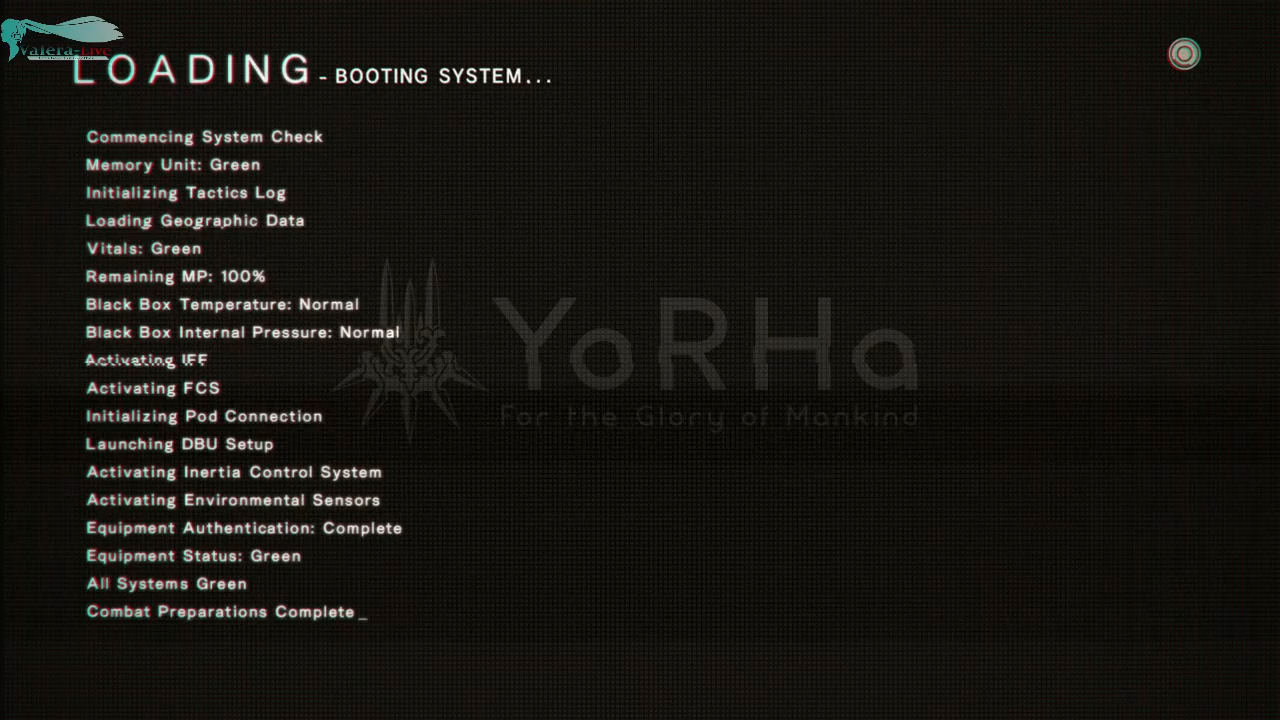 Valera-Live
LOADING - BOOTING SYSTEM...
Commencing System Check
Memory Unit: Green
Initializing Tactics Log
Loading Geographic Data
Vitals: Green
Remaining MP: 100%
Black Box Temperature: Normal
Black Box Internal Pressure: Normal
Activating IFF
Activating FCS
Initializing Pod Connection
Launching DBU Setup
Activating Inertia Control System
Activating Environmental Sensors
Equipment Authentication: Complete
Equipment Status: Green
All Systems Green
Combat Preparations Complete_
YoRHa
For the Glory of Mankind